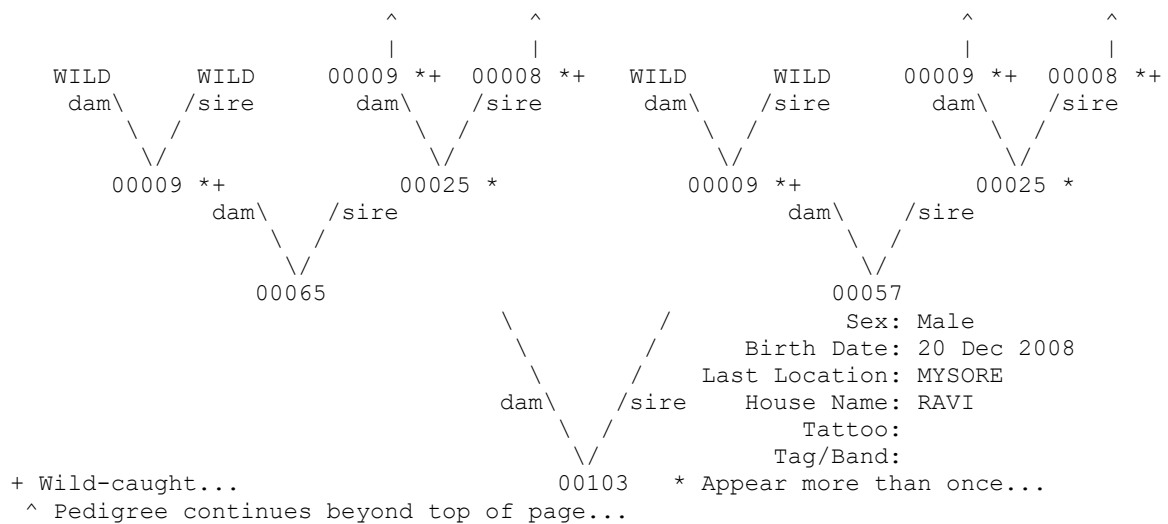 ^ ^ ^ ^
| | | |
WILD WILD 00009 *+ 00008 *+ WILD WILD 00009 *+ 00008 *+
dam\ /sire dam\ /sire dam\ /sire dam\ /sire
\ / \ / \ / \ /
\/ \/ \/ \/
00009 *+ 00025 * 00009 *+ 00025 *
dam\ /sire dam\ /sire
\ / \ /
\/ \/
00065 00057
\ / Sex: Male
\ / Birth Date: 20 Dec 2008
\ / Last Location: MYSORE
dam\ /sire House Name: RAVI
\ / Tattoo:
\/ Tag/Band:
+ Wild-caught... 00103 * Appear more than once...
^ Pedigree continues beyond top of page...